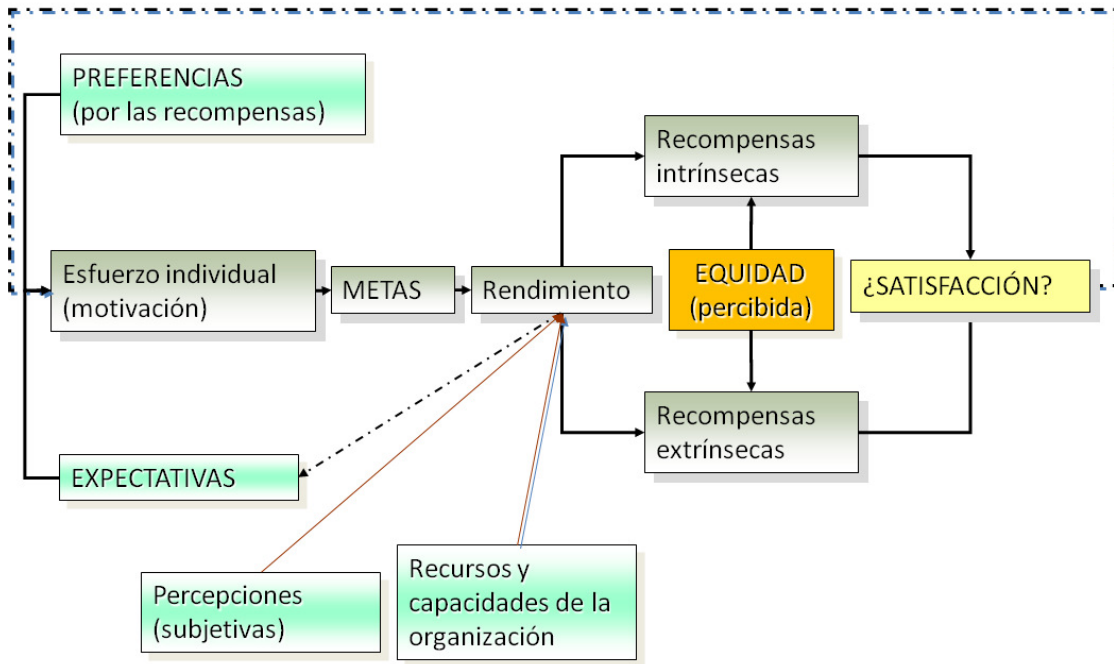 PREFERENCIAS
(por las recompensas)
Recompensas
intrínsecas
Esfuerzo individual
(motivación)
METAS
Rendimiento
EQUIDAD
(percibida)
¿SATISFACCIÓN?
Recompensas
extrínsecas
EXPECTATIVAS
Percepciones
(subjetivas)
Recursos y
capacidades de la
organización